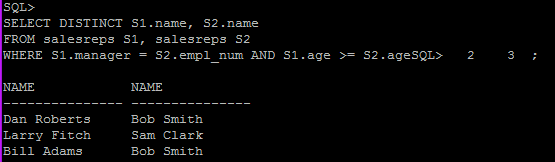 SQL>
SELECT DISTINCT S1.name, S2.name
FROM salesreps S1, salesreps S2
WHERE S1.manager = S2.empl_num AND S1.age >= S2.ageSQL>   2    3  ;
NAME            NAME
--------------- ---------------
Dan Roberts     Bob Smith
Larry Fitch     Sam Clark
Bill Adams      Bob Smith